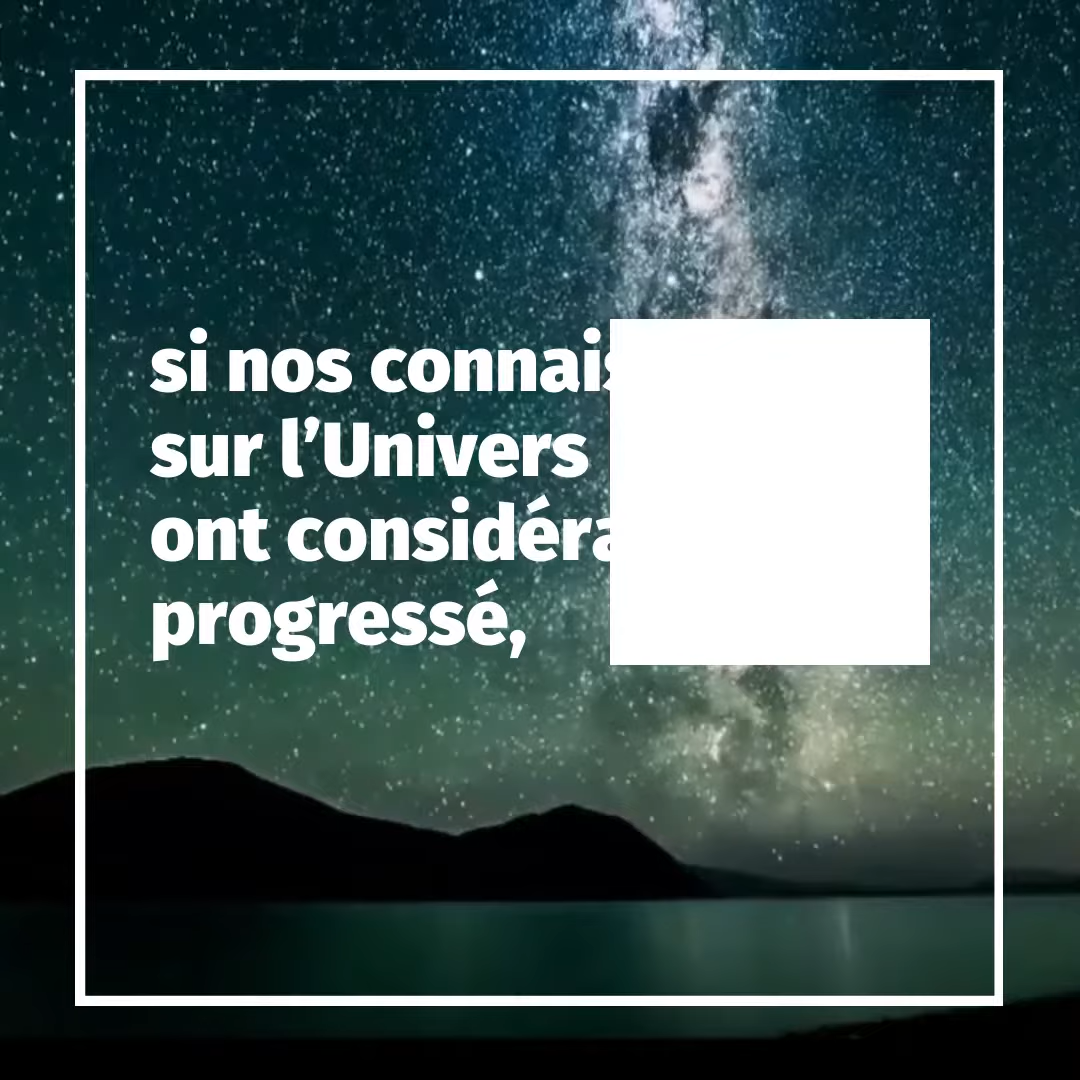 si nos connais
sur l’Univers
ont considéra
progressé,